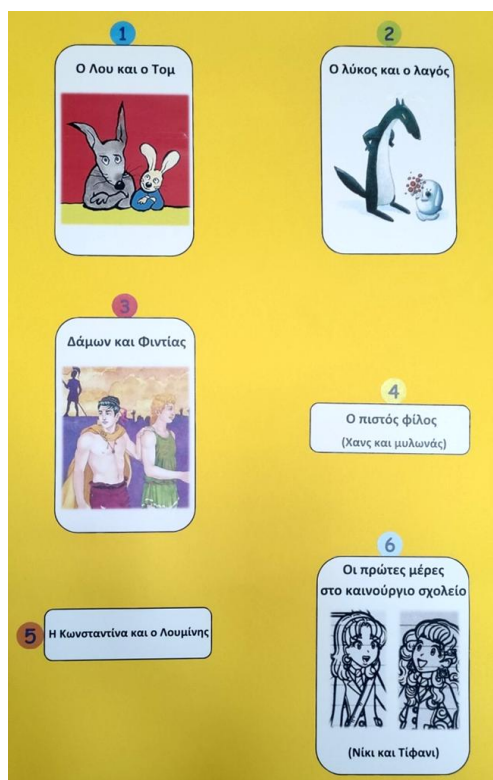 1
Ο Λου και ο Τομ
2
Ο λύκος και ο λαγός
3
Δάμων και Φιντίας
4
Ο πιστός φίλος
(Χανς και μυλωνάς)
5
Η Κωνσταντίνα και ο Λουμίνης
6
Οι πρώτες μέρες
στο καινούργιο σχολείο
(Νίκι και Τίφανι)